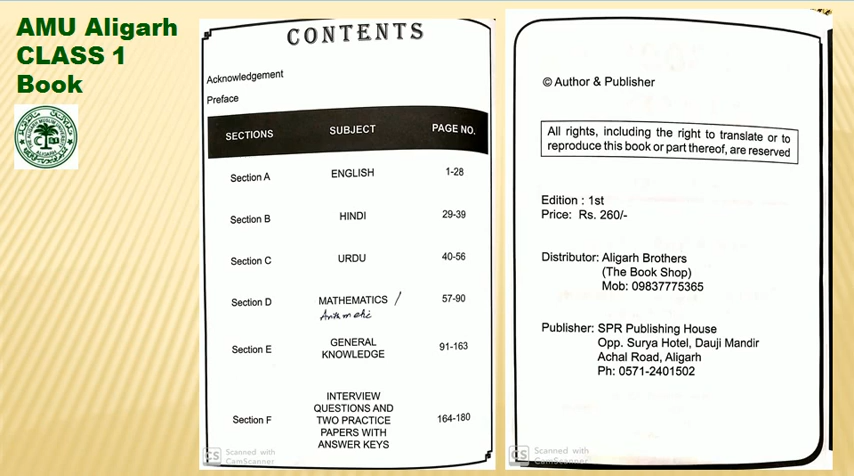 AMU Aligarh
CLASS 1
Book
CONTENTS
Acknowledgement
Preface
SECTIONS SUBJECT PAGE NO.
Section A ENGLISH 1-28
Section B HINDI 29-39
Section C URDU 40-56
Section D MATHEMATICS / 57-90
Arithmetic
Section E GENERAL KNOWLEDGE 91-163
Section F INTERVIEW QUESTIONS AND TWO PRACTICE PAPERS WITH ANSWER KEYS 164-180
CS Scanned with
CamScanner
© Author & Publisher
All rights, including the right to translate or to
reproduce this book or part thereof, are reserved
Edition : 1st
Price: Rs. 260/-
Distributor: Aligarh Brothers
(The Book Shop)
Mob: 09837775365
Publisher: SPR Publishing House
Opp. Surya Hotel, Dauji Mandir
Achal Road, Aligarh
Ph: 0571-2401502
CS Scanned with
CamScanner